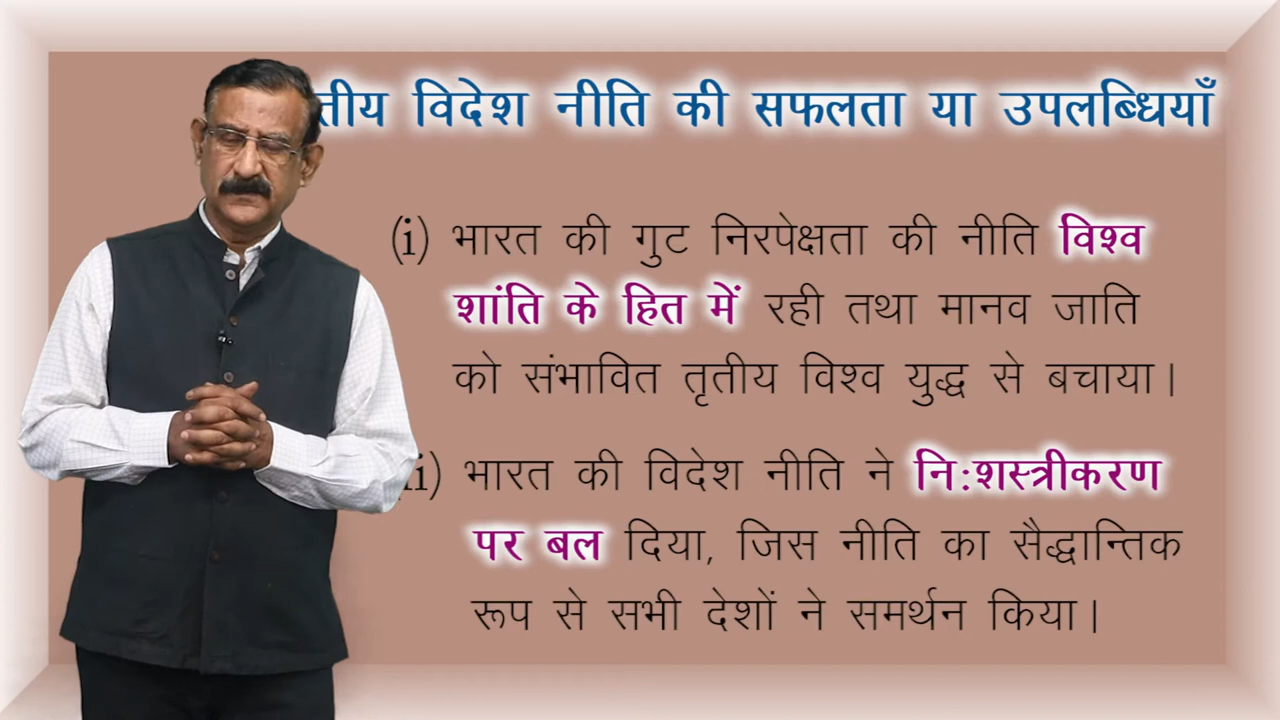 विदेश नीति की सफलता या उपलब्धियाँ
(i) भारत की गुट निरपेक्षता की नीति विश्व
शांति के हित में रही तथा मानव जाति
को संभावित तृतीय विश्व युद्ध से बचाया।
भारत की विदेश नीति ने नि:शस्त्रीकरण
पर बल दिया, जिस नीति का सैद्धान्तिक
रूप से सभी देशों ने समर्थन किया।